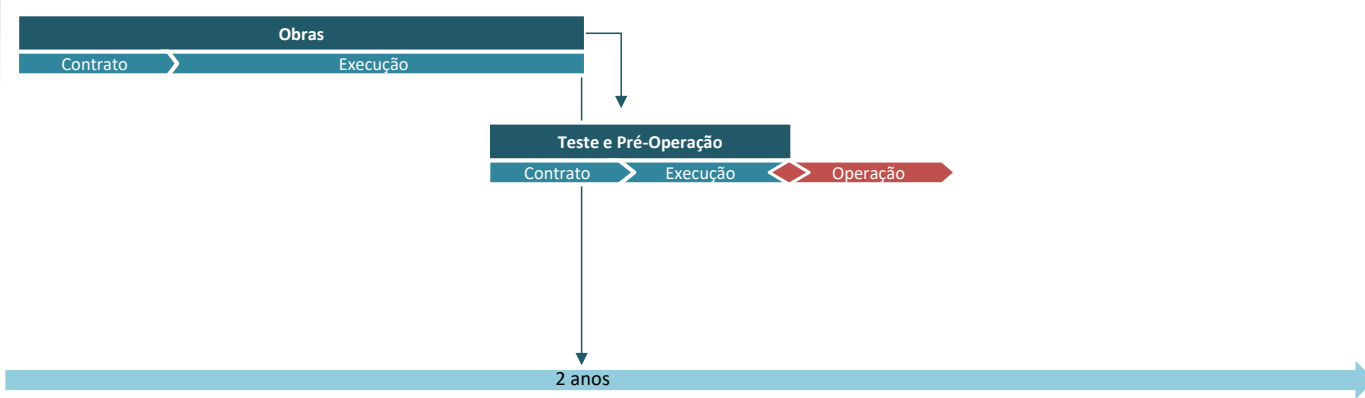 Obras
Contrato
Execução
Teste e Pré-Operação
Contrato
Execução
Operação
2 anos